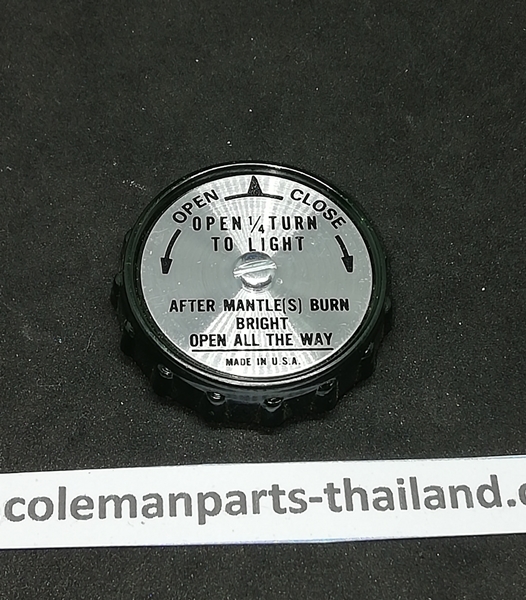 OPEN CLOSE
OPEN 1/4 TURN
TO LIGHT
AFTER MANTLE(S) BURN
BRIGHT
OPEN ALL THE WAY
MADE IN U.S.A.
colemanparts-thailand.c